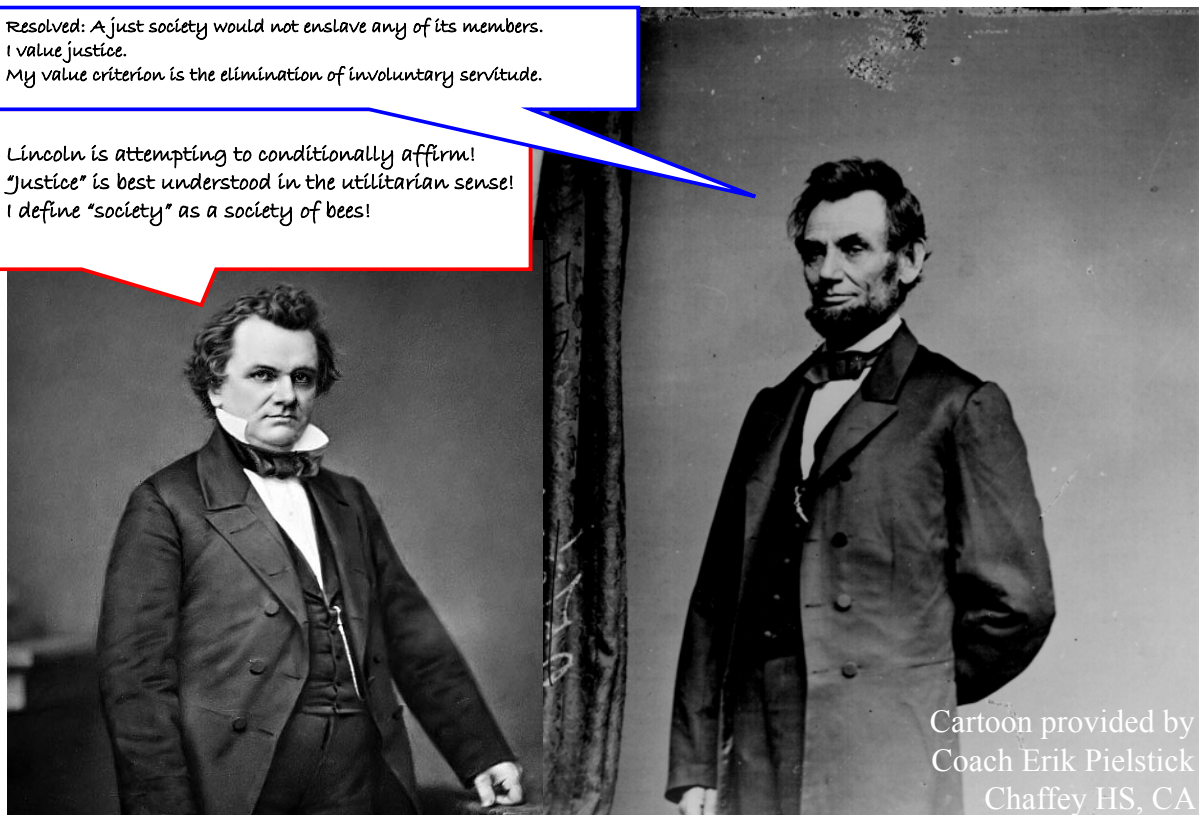 Resolved: A just society would not enslave any of its members.
I value justice.
My value criterion is the elimination of involuntary servitude.
Lincoln is attempting to conditionally affirm!
"Justice" is best understood in the utilitarian sense!
I define "society" as a society of bees!
Cartoon provided by
Coach Erik Pielstick
Chaffey HS, CA